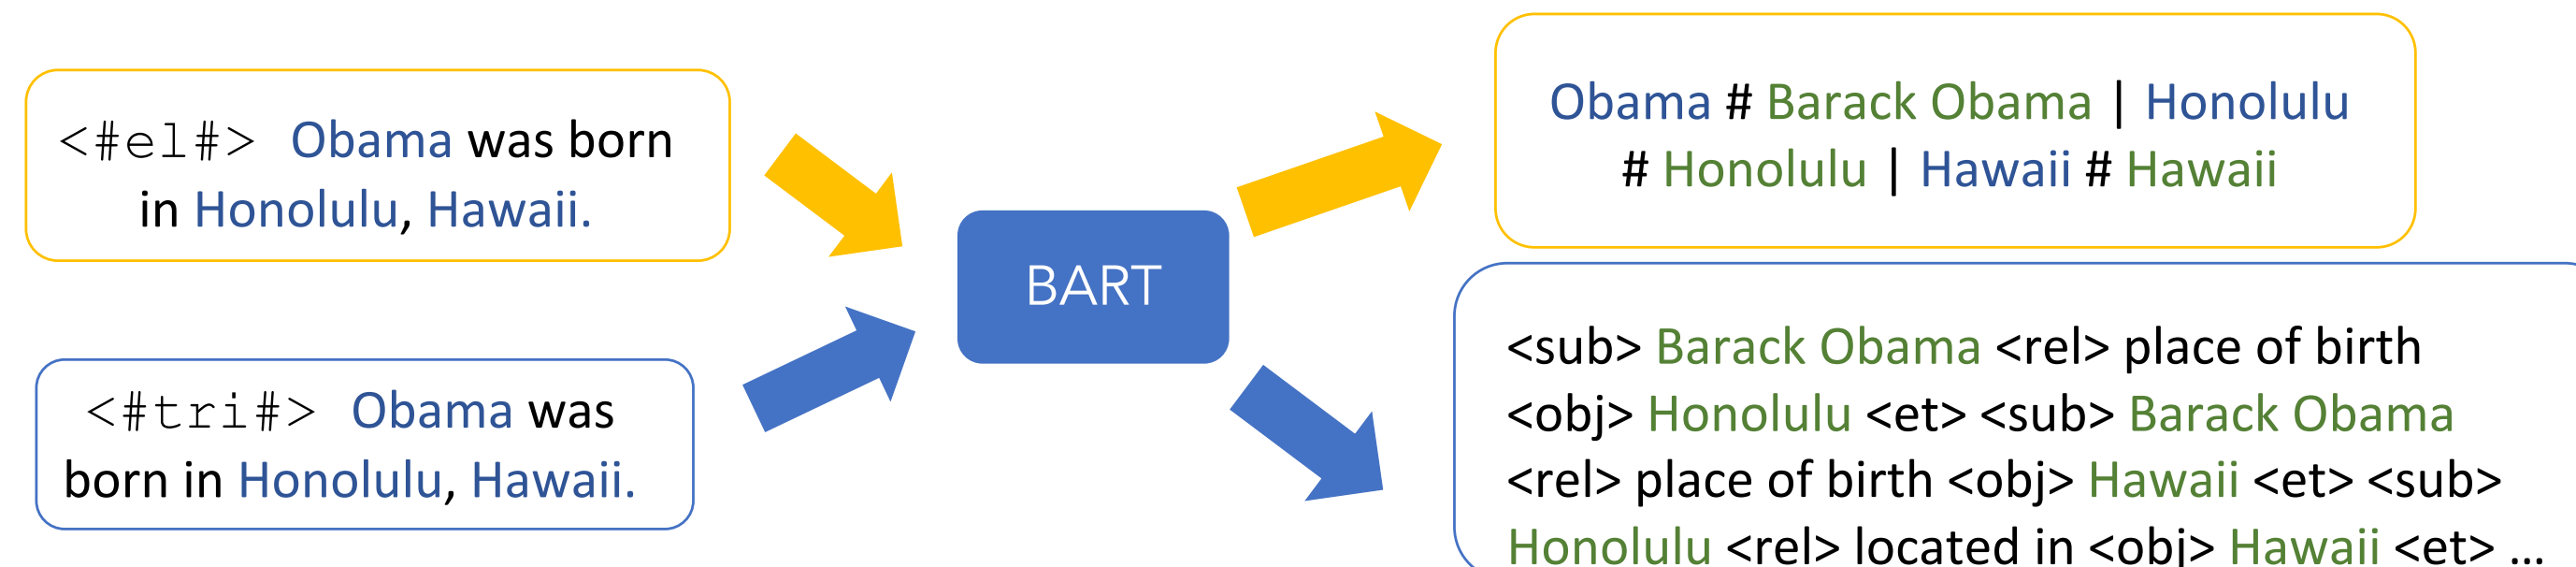 <#el#> Obama was born
in Honolulu, Hawaii.
<#tri#> Obama was
born in Honolulu, Hawaii.
BART
Obama # Barack Obama | Honolulu
# Honolulu | Hawaii # Hawaii
<sub> Barack Obama <rel> place of birth
<obj> Honolulu <et> <sub> Barack Obama
<rel> place of birth <obj> Hawaii <et> <sub>
Honolulu <rel> located in <obj> Hawaii <et> ...